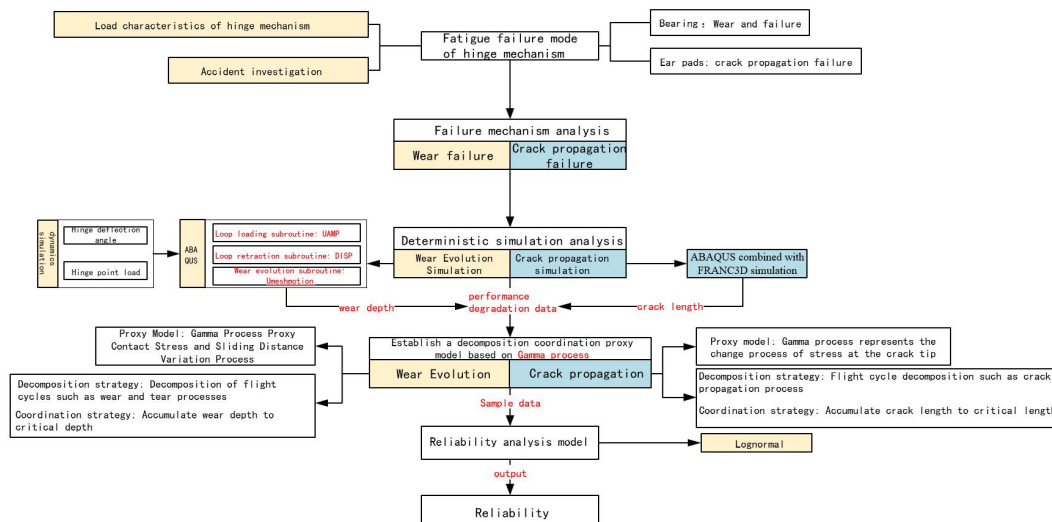 Load characteristics of hinge mechanism
Accident investigation
Fatigue failure mode
of hinge mechanism
Bearing：Wear and failure
Ear pads: crack propagation failure
Failure mechanism analysis
Wear failure
Crack propagation
failure
dynamics
simulation
Hinge deflection
angle
Hinge point load
ABA
QUS
Loop loading subroutine: UAMP
Loop retraction subroutine: DISP
Wear evolution subroutine:
Umeshmotion
Deterministic simulation analysis
Wear Evolution
Simulation
Crack propagation
simulation
ABAQUS combined with
FRANC3D simulation
wear depth
performance
degradation data
crack length
Proxy Model: Gamma Process Proxy
Contact Stress and Sliding Distance
Variation Process
Decomposition strategy: Decomposition of flight
cycles such as wear and tear processes
Coordination strategy: Accumulate wear depth to
critical depth
Establish a decomposition coordination proxy
model based on Gamma process
Wear Evolution
Crack propagation
Proxy model: Gamma process represents the
change process of stress at the crack tip
Decomposition strategy: Flight cycle decomposition such as crack
propagation process
Coordination strategy: Accumulate crack length to critical length
Sample data
Reliability analysis model
Lognormal
output
Reliability